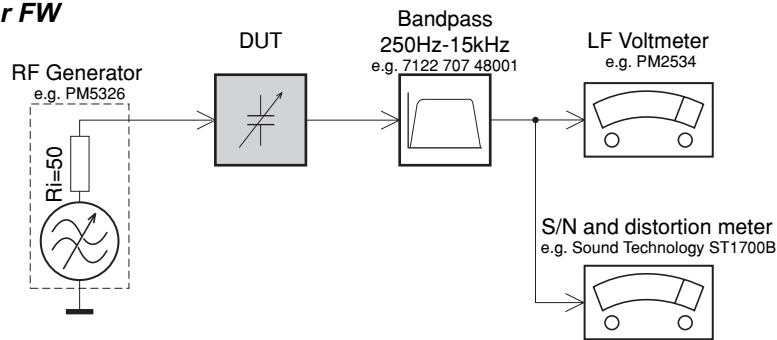 r FW
RF Generator
e.g. PM5326
Ri=50
DUT
Bandpass
250Hz-15kHz
e.g. 7122 707 48001
LF Voltmeter
e.g. PM2534
S/N and distortion meter
e.g. Sound Technology ST1700B